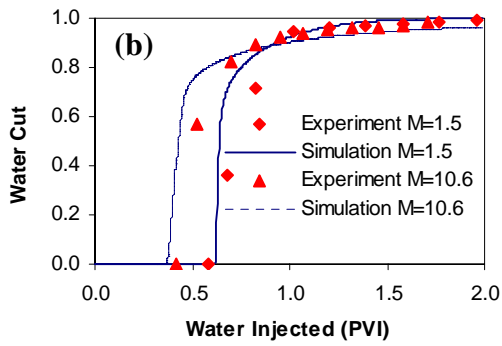 (b)
1.0
0.8
0.6
0.4
0.2
0.0
Water Cut
Experiment M=1.5
Simulation M=1.5
Experiment M=10.6
Simulation M=10.6
0.0 0.5 1.0 1.5 2.0
Water Injected (PVI)